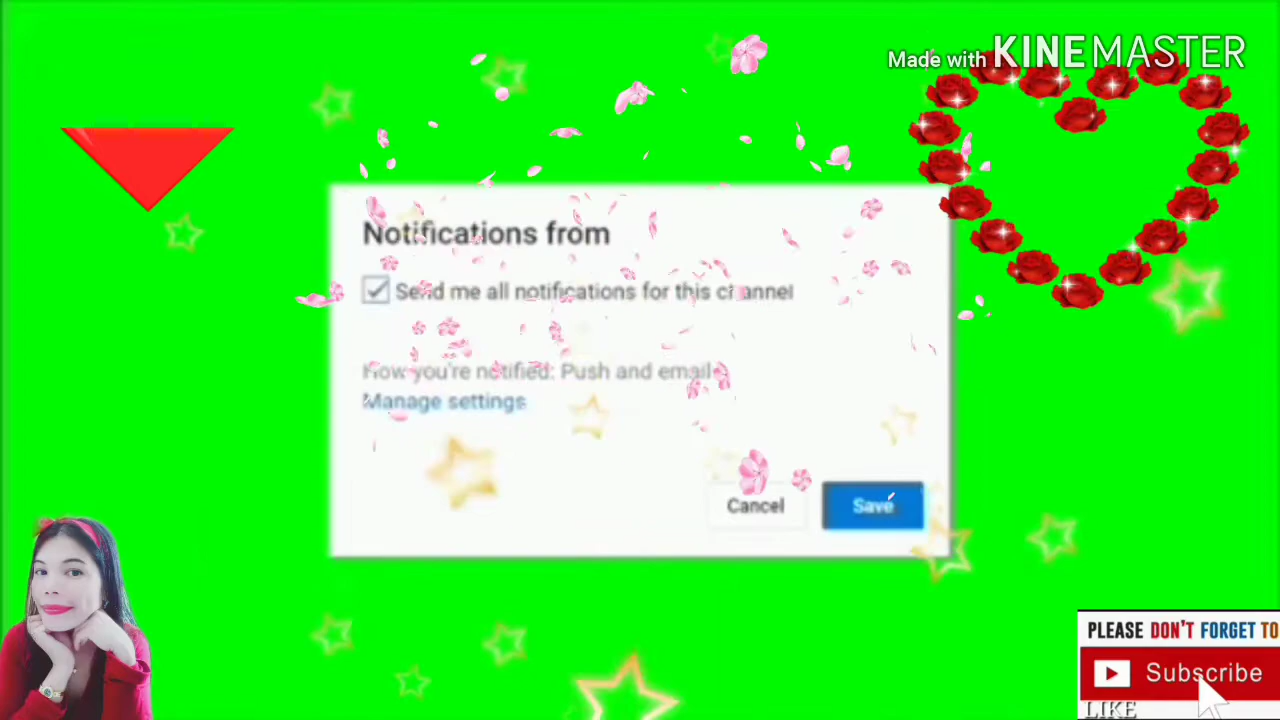 Made with KINEMASTER
Notifications from
Send me all notifications for this channel
How you're notified: Push and email
Manage settings
Cancel
Save
PLEASE DON'T FORGET TO
Subscribe
LIKE